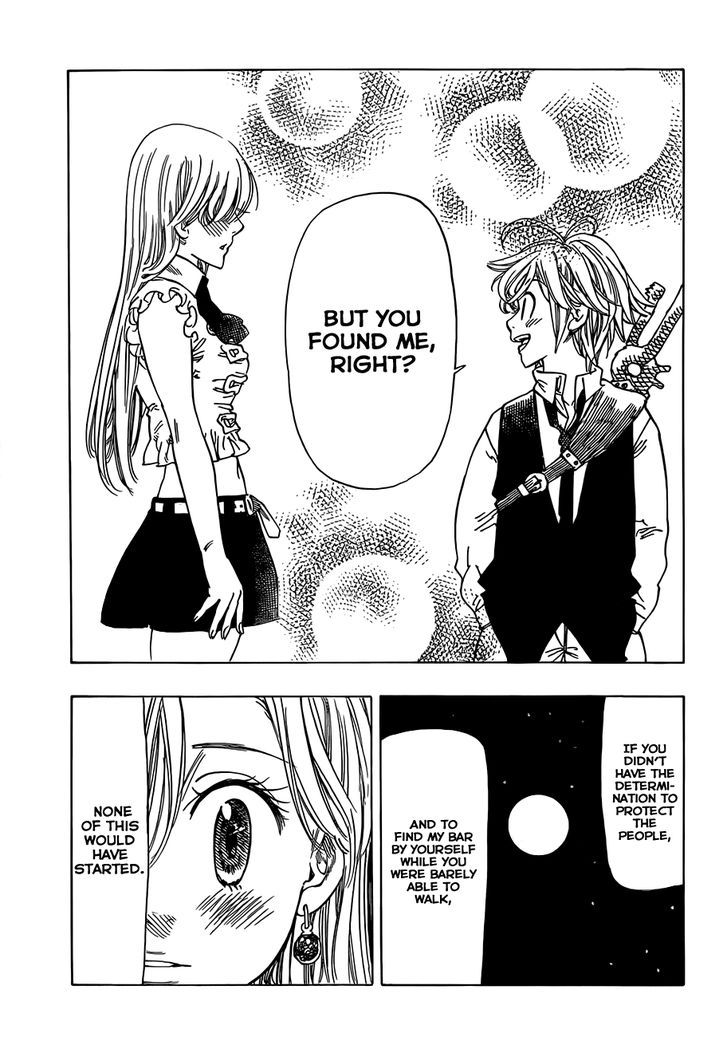 BUT YOU
FOUND ME,
RIGHT?
IF YOU
DIDN'T
HAVE THE
DETERMI-
NATION TO
PROTECT
THE
PEOPLE,
AND TO
FIND MY BAR
BY YOURSELF
WHILE YOU
WERE BARELY
ABLE TO
WALK,
NONE
OF THIS
WOULD
HAVE
STARTED.